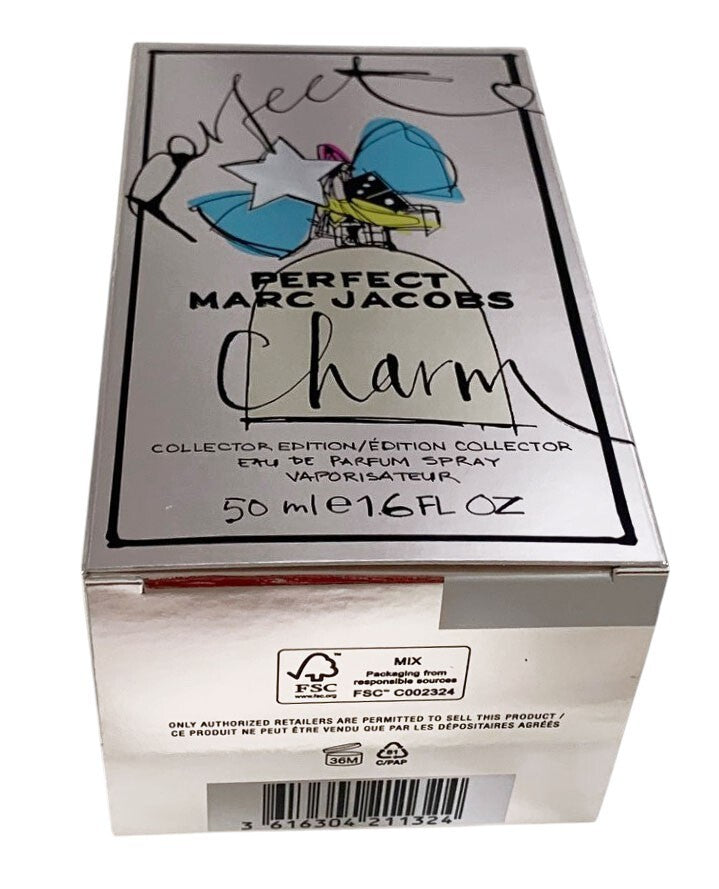 Perfect
PERFECT
MARC JACOBS
Charm
COLLECTOR EDITION/ÉDITION COLLECTOR
EAU DE PARFUM SPRAY
VAPORISATEUR
50 ml e 1.6 FL OZ
FSC
www.fsc.org
MIX
Packaging from
responsible sources
FSC™ C002324
ONLY AUTHORIZED RETAILERS ARE PERMITTED TO SELL THIS PRODUCT /
CE PRODUIT NE PEUT ÊTRE VENDU QUE PAR LES DÉPOSITAIRES AGRÉÉS
36M
81
C/PAP
3 616304 211324